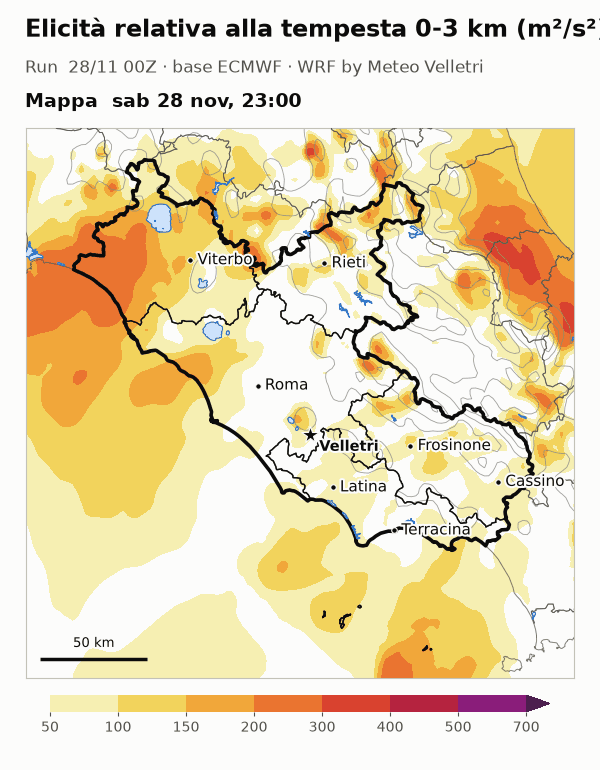 Elicità relativa alla tempesta 0-3 km (m²/s²)
Run 28/11 00Z · base ECMWF · WRF by Meteo Velletri
Mappa sab 28 nov, 23:00
Viterbo
Rieti
Roma
Velletri
Frosinone
Cassino
Latina
Terracina
50 km
50 100 150 200 300 400 500 700